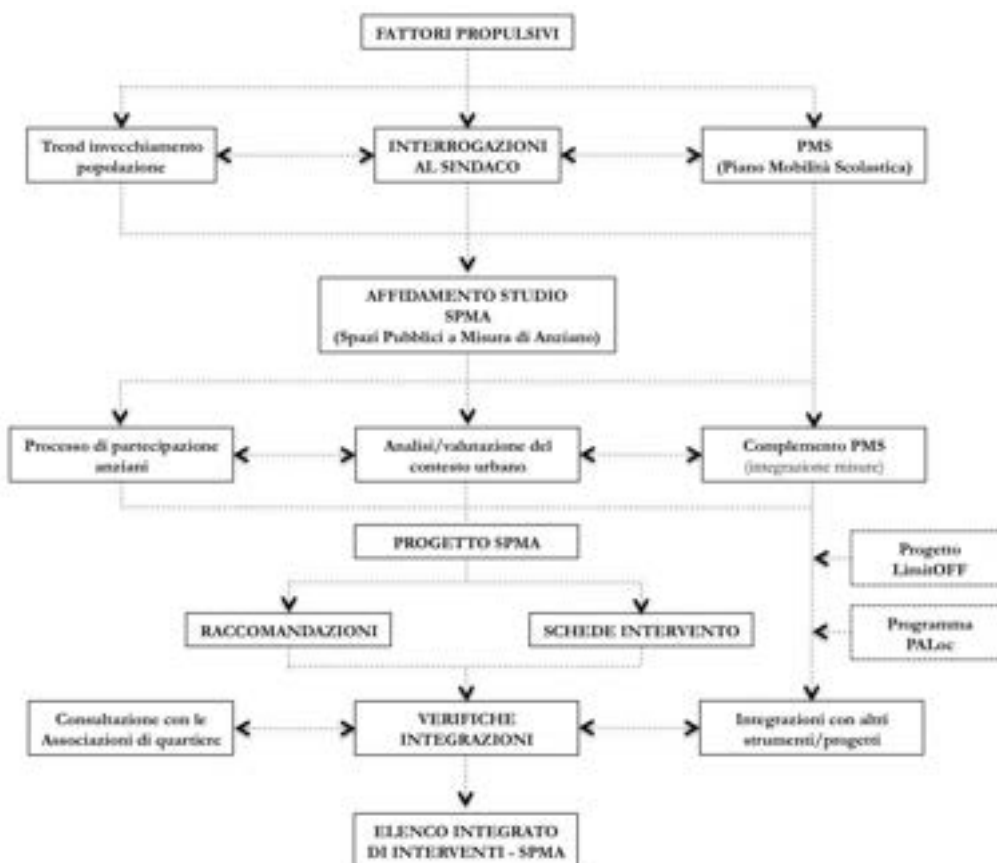 FATTORI PROPULSIVI
Trend invecchiamento
popolazione
INTERROGAZIONI
AL SINDACO
PMS
(Piano Mobilità Scolastica)
AFFIDAMENTO STUDIO
SPMA
(Spazi Pubblici a Misura di Anziano)
Processo di partecipazione
anziani
Analisi/valutazione del
contesto urbano
Complemento PMS
(integrazione misure)
PROGETTO SPMA
Progetto
LimitOFF
RACCOMANDAZIONI
SCHEDE INTERVENTO
Programma
PALoc
Consultazione con le
Associazioni di quartiere
VERIFICHE
INTEGRAZIONI
Integrazioni con altri
strumenti/progetti
ELENCO INTEGRATO
DI INTERVENTI - SPMA